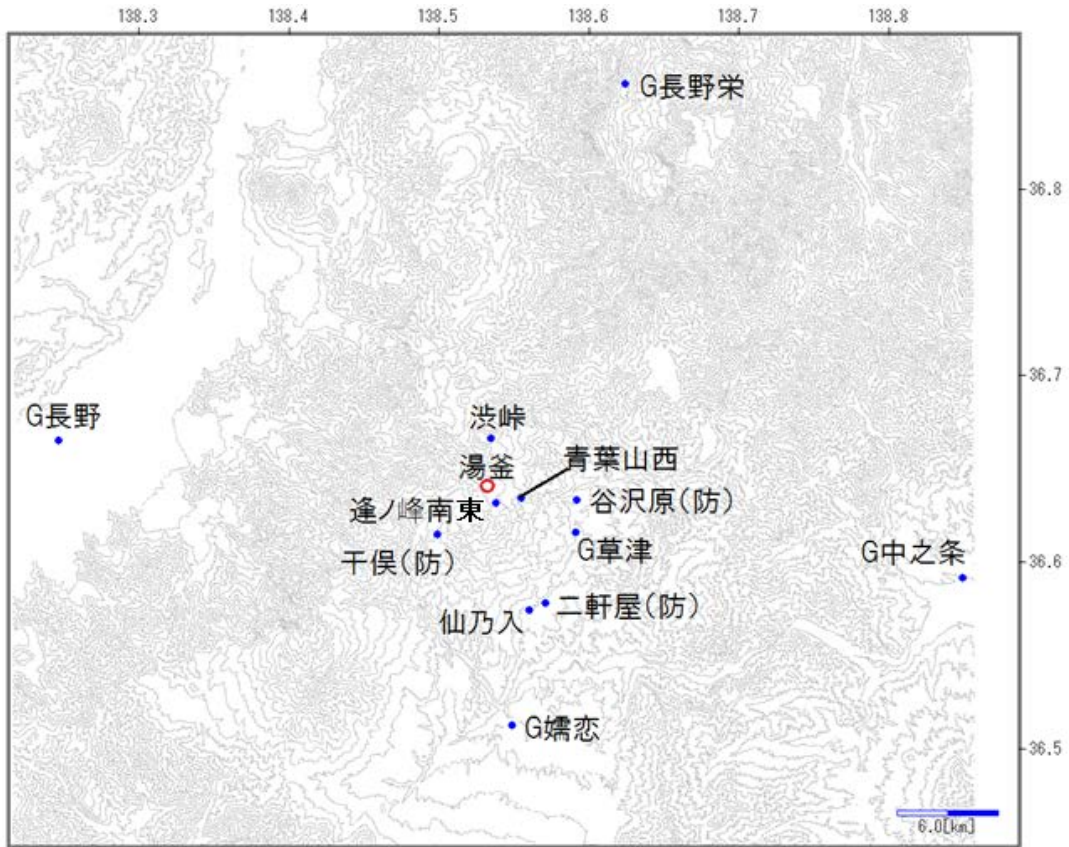 138.3 138.4 138.5 138.6 138.7 138.8
G長野栄
36.8
36.7
G長野
渋峠
湯釜
青葉山西
逢ノ峰南東
谷沢原(防)
干俣(防)
G草津
G中之条
36.6
仙乃入
二軒屋(防)
G嬬恋
36.5
6.0[km]